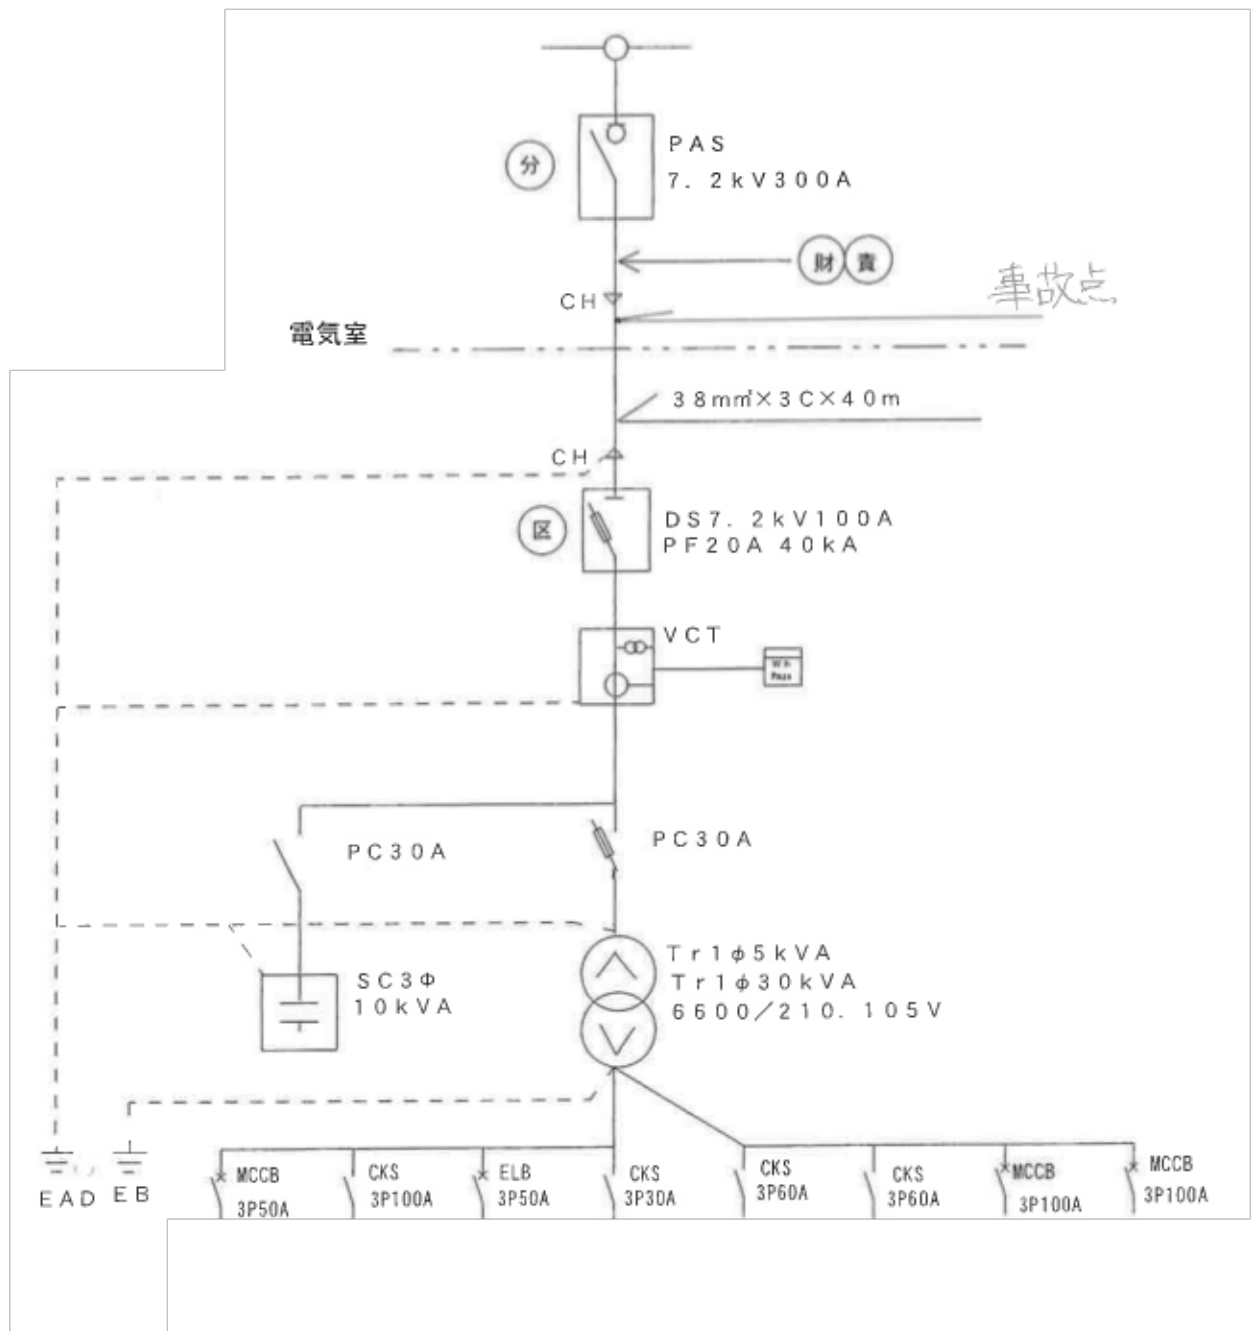 分
PAS
7.2kV300A
財 責
CH
事故点
電気室
38mm²×3C×40m
CH
区
DS7.2kV100A
PF20A 40kA
VCT
PC30A
PC30A
Tr1φ5kVA
Tr1φ30kVA
6600/210.105V
SC3Φ
10kVA
EAD
EB
MCCB
3P50A
CKS
3P100A
ELB
3P50A
CKS
3P30A
CKS
3P60A
CKS
3P60A
MCCB
3P100A
MCCB
3P100A